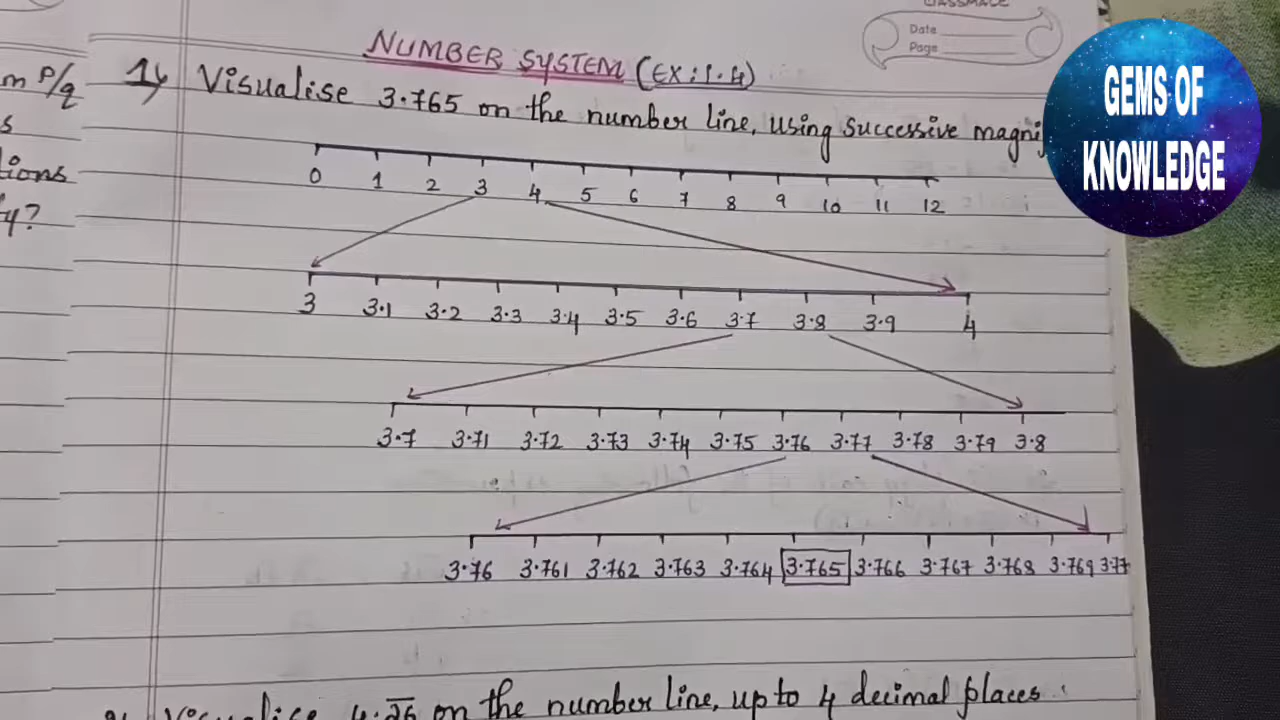 NUMBER SYSTEM (EX:1.4)
Date
Page
GEMS OF
KNOWLEDGE
m P/q
1) Visualise 3.765 on the number line, using successive
0 1 2 3 4 5 6 7 8 9 10 11 12
3 3.1 3.2 3.3 3.4 3.5 3.6 3.7 3.8 3.9 4
3.7 3.71 3.72 3.73 3.74 3.75 3.76 3.77 3.78 3.79 3.8
3.76 3.761 3.762 3.763 3.764 3.765 3.766 3.767 3.768 3.769 3.77
Visualise 4.2̅6̅ on the number line, up to 4 decimal places.